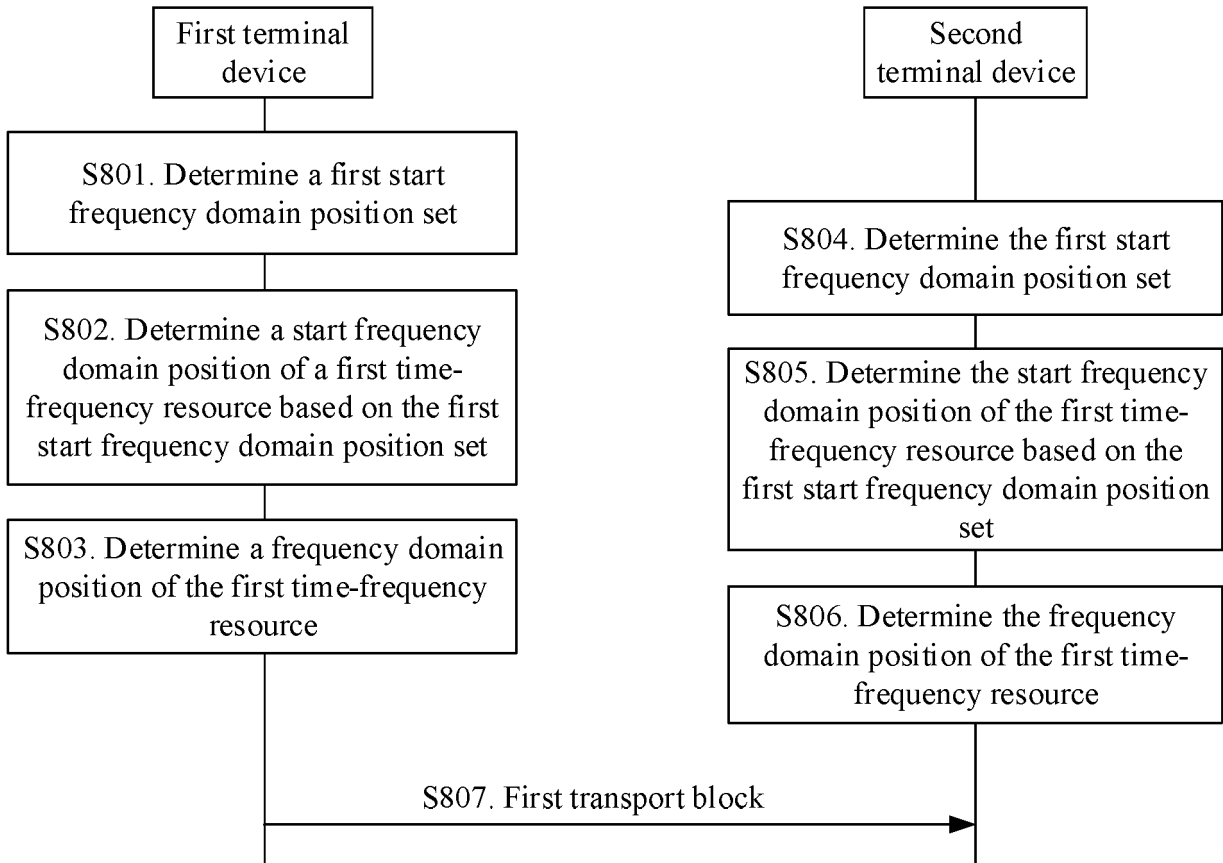 First terminal
device
Second
terminal device
S801. Determine a first start
frequency domain position set
S802. Determine a start frequency
domain position of a first time-
frequency resource based on the first
start frequency domain position set
S803. Determine a frequency domain
position of the first time-frequency
resource
S804. Determine the first start
frequency domain position set
S805. Determine the start frequency
domain position of the first time-
frequency resource based on the
first start frequency domain position
set
S806. Determine the frequency
domain position of the first time-
frequency resource
S807. First transport block